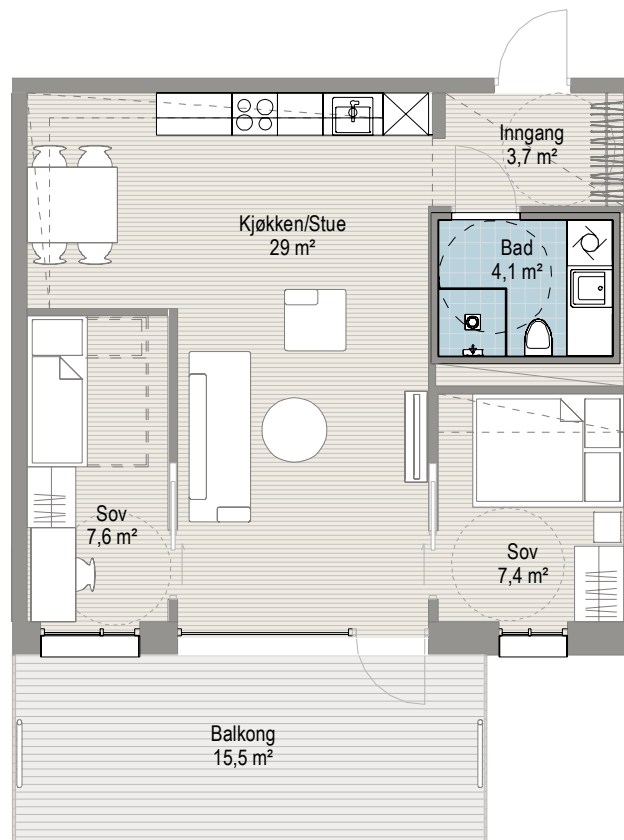 Inngang
3,7 m²
Kjøkken/Stue
29 m²
Bad
4,1 m²
Sov
7,6 m²
Sov
7,4 m²
Balkong
15,5 m²